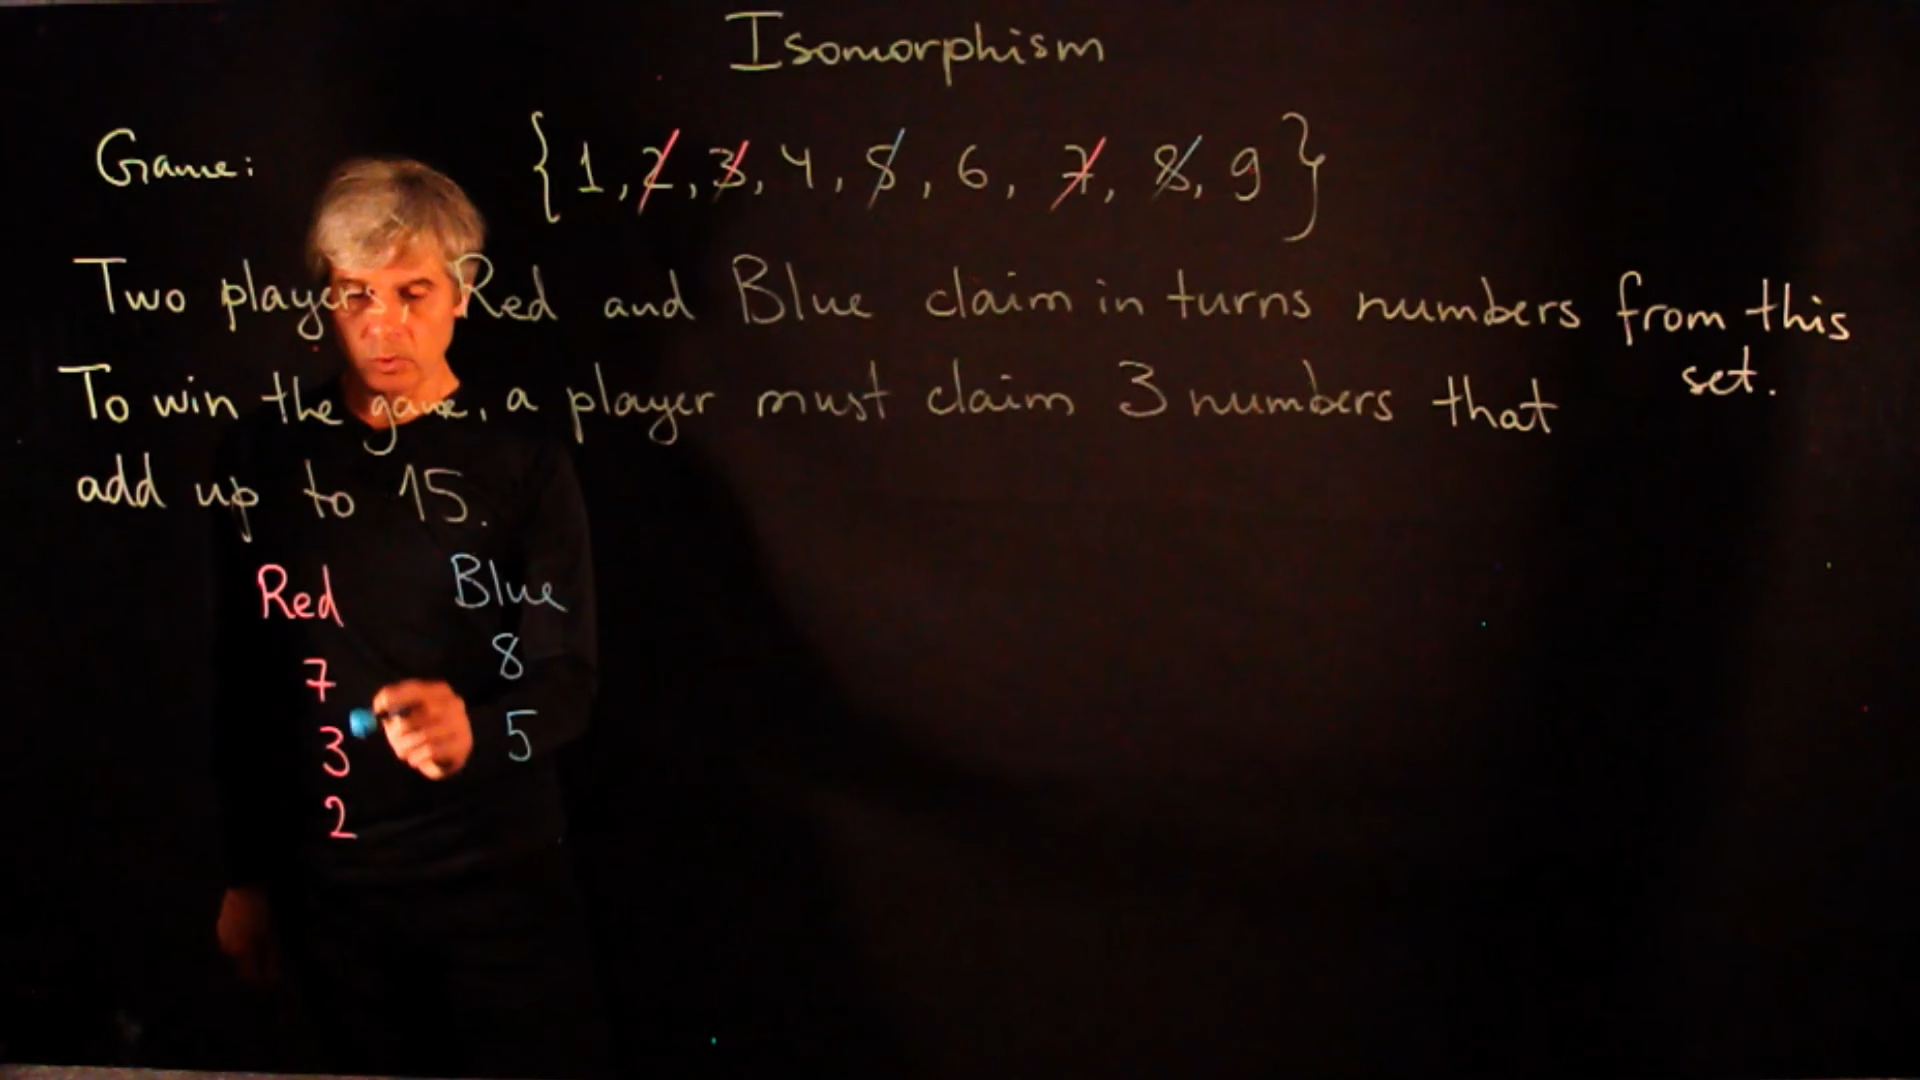 Isomorphism
Game: {1, 2, 3, 4, 5, 6, 7, 8, 9}
Two players Red and Blue claim in turns numbers from this
set.
To win the game, a player must claim 3 numbers that
add up to 15.
Red Blue
7 8
3 5
2